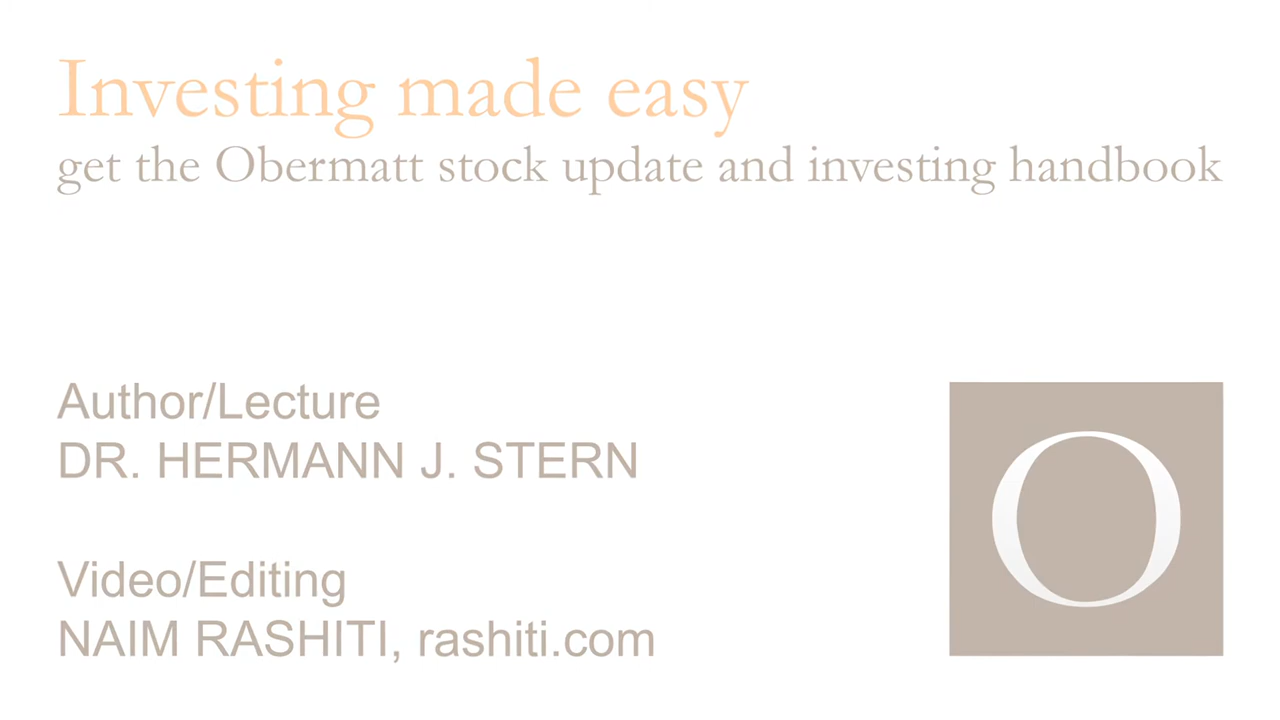 Investing made easy
get the Obermatt stock update and investing handbook
Author/Lecture
DR. HERMANN J. STERN
Video/Editing
NAIM RASHITI, rashiti.com
O